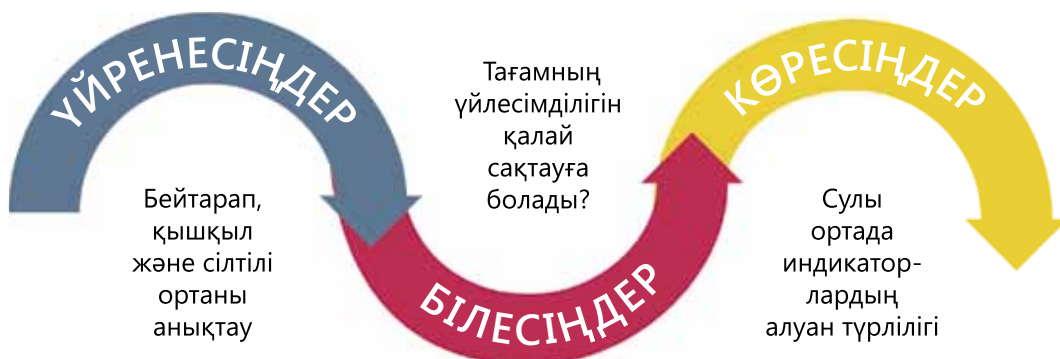 ҮЙРЕНЕСІҢДЕР
Бейтарап,
қышқыл
және сілтілі
ортаны
анықтау
Тағамның
үйлесімділігін
қалай
сақтауға
болады?
БІЛЕСІҢДЕР
КӨРЕСІҢДЕР
Сулы
ортада
индикатор-
лардың
алуан түрлілігі